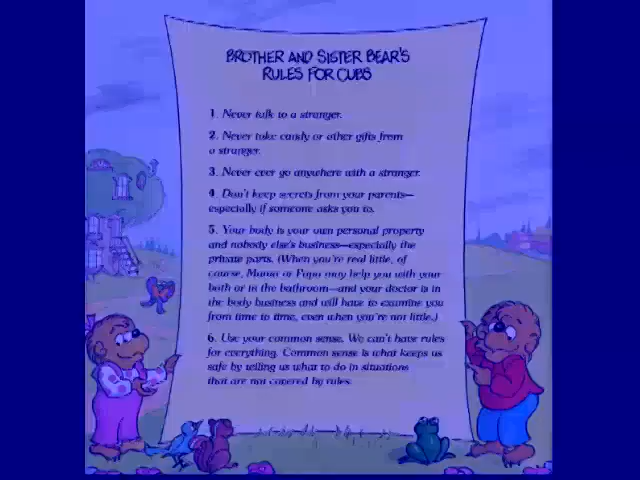 BROTHER AND SISTER BEAR'S
RULES FOR CUBS
1. Never talk to a stranger.
2. Never take candy or other gifts from
a stranger.
3. Never ever go anywhere with a stranger.
4. Don't keep secrets from your parents—
especially if someone asks you to.
5. Your body is your own personal property
and nobody else's business—especially the
private parts. (When you're real little, of
course, Mama or Papa may help you with your
bath or in the bathroom—and your doctor is in
the body business and will have to examine you
from time to time, even when you're not little.)
6. Use your common sense. We can't have rules
for everything. Common sense is what keeps us
safe by telling us what to do in situations
that are not covered by rules.